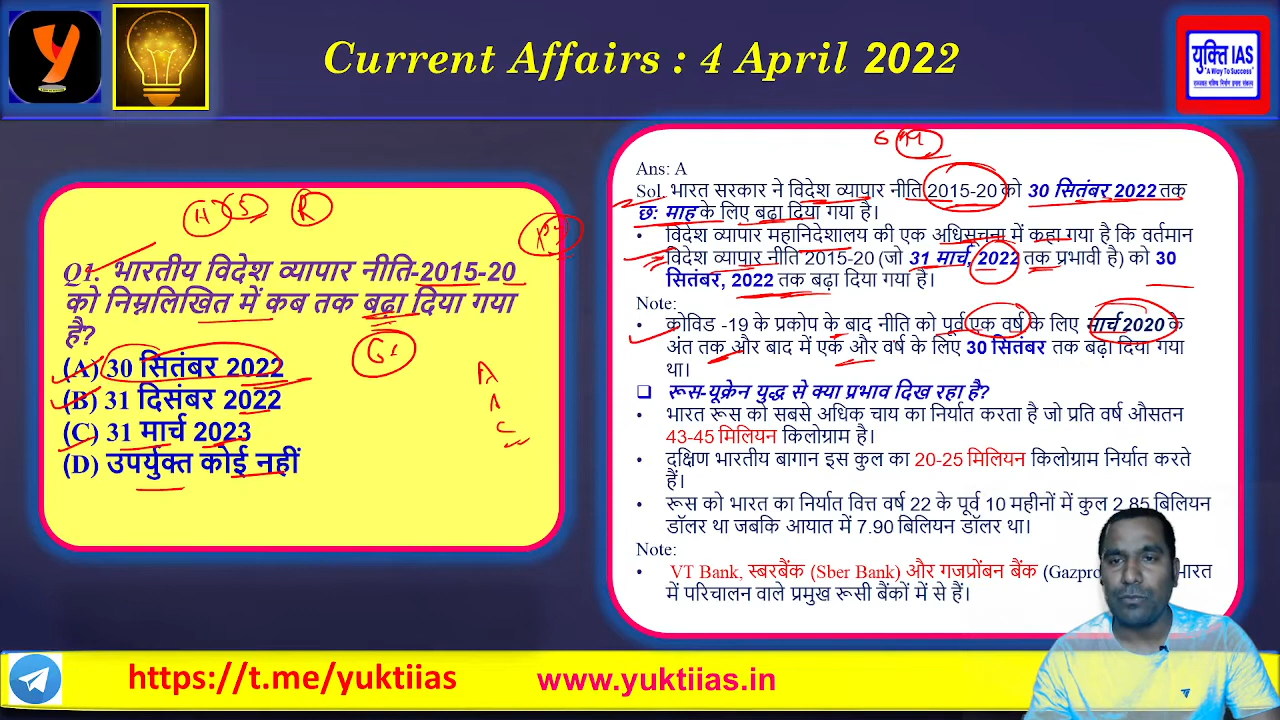 Current Affairs : 4 April 2022
युक्ति IAS
"A Way To Success"
Q1. भारतीय विदेश व्यापार नीति-2015-20
को निम्नलिखित में कब तक बढ़ा दिया गया
है?
(A) 30 सितंबर 2022
(B) 31 दिसंबर 2022
(C) 31 मार्च 2023
(D) उपर्युक्त कोई नहीं
H S R
G1
A
A
C
6 म
Ans: A
Sol. भारत सरकार ने विदेश व्यापार नीति 2015-20 को 30 सितंबर 2022 तक
छः माह के लिए बढ़ा दिया गया है।
• विदेश व्यापार महानिदेशालय की एक अधिसूचना में कहा गया है कि वर्तमान
विदेश व्यापार नीति 2015-20 (जो 31 मार्च, 2022 तक प्रभावी है) को 30
सितंबर, 2022 तक बढ़ा दिया गया है।
Note:
• कोविड -19 के प्रकोप के बाद नीति को पूर्व एक वर्ष के लिए मार्च 2020 के
अंत तक और बाद में एक और वर्ष के लिए 30 सितंबर तक बढ़ा दिया गया
था।
❑ रूस-यूक्रेन युद्ध से क्या प्रभाव दिख रहा है?
• भारत रूस को सबसे अधिक चाय का निर्यात करता है जो प्रति वर्ष औसतन
43-45 मिलियन किलोग्राम है।
• दक्षिण भारतीय बागान इस कुल का 20-25 मिलियन किलोग्राम निर्यात करते
हैं।
• रूस को भारत का निर्यात वित्त वर्ष 22 के पूर्व 10 महीनों में कुल 2.85 बिलियन
डॉलर था जबकि आयात में 7.90 बिलियन डॉलर था।
Note:
• VT Bank, स्बरबैंक (Sber Bank) और गजप्रोंबन बैंक (Gazpro भारत
में परिचालन वाले प्रमुख रूसी बैंकों में से हैं।
https://t.me/yuktiias
www.yuktiias.in